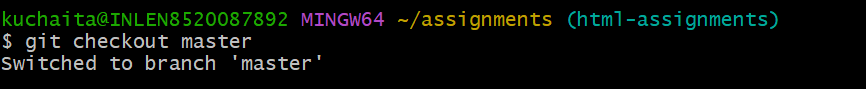 kuchaita@INLEN8520087892 MINGW64 ~/assignments (html-assignments)
$ git checkout master
Switched to branch 'master'